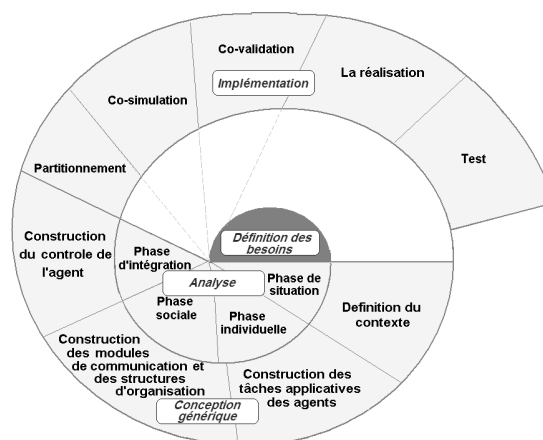 Co-validation
Implémentation
La réalisation
Co-simulation
Test
Partitionnement
Construction
du controle de
l'agent
Définition des
besoins
Phase
d'intégration
Analyse
Phase de
situation
Phase
sociale
Phase
individuelle
Definition du
contexte
Construction
des modules
de communication et
des structures
d'organisation
Construction des
tâches applicatives
des agents
Conception
générique